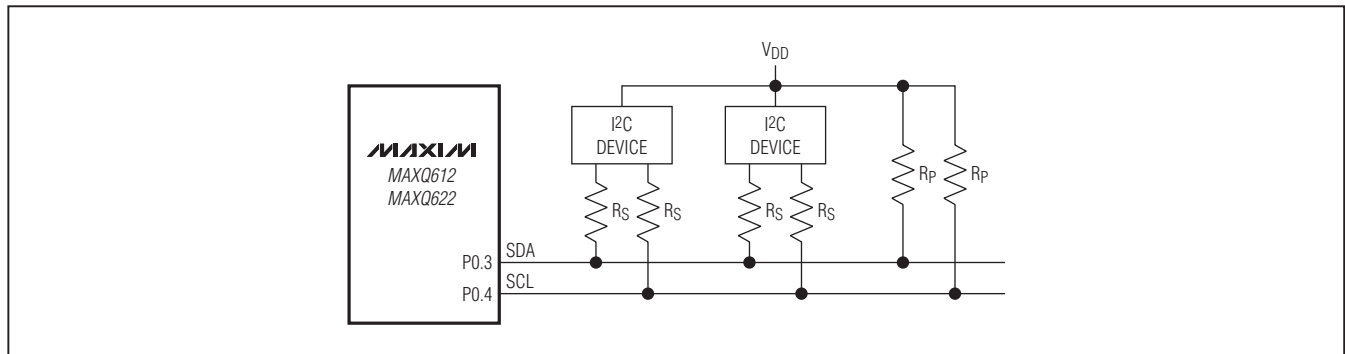 VDD
I²C
DEVICE
I²C
DEVICE
MAXIM
MAXQ612
MAXQ622
RS
RS
RS
RS
RP
RP
P0.3
SDA
P0.4
SCL